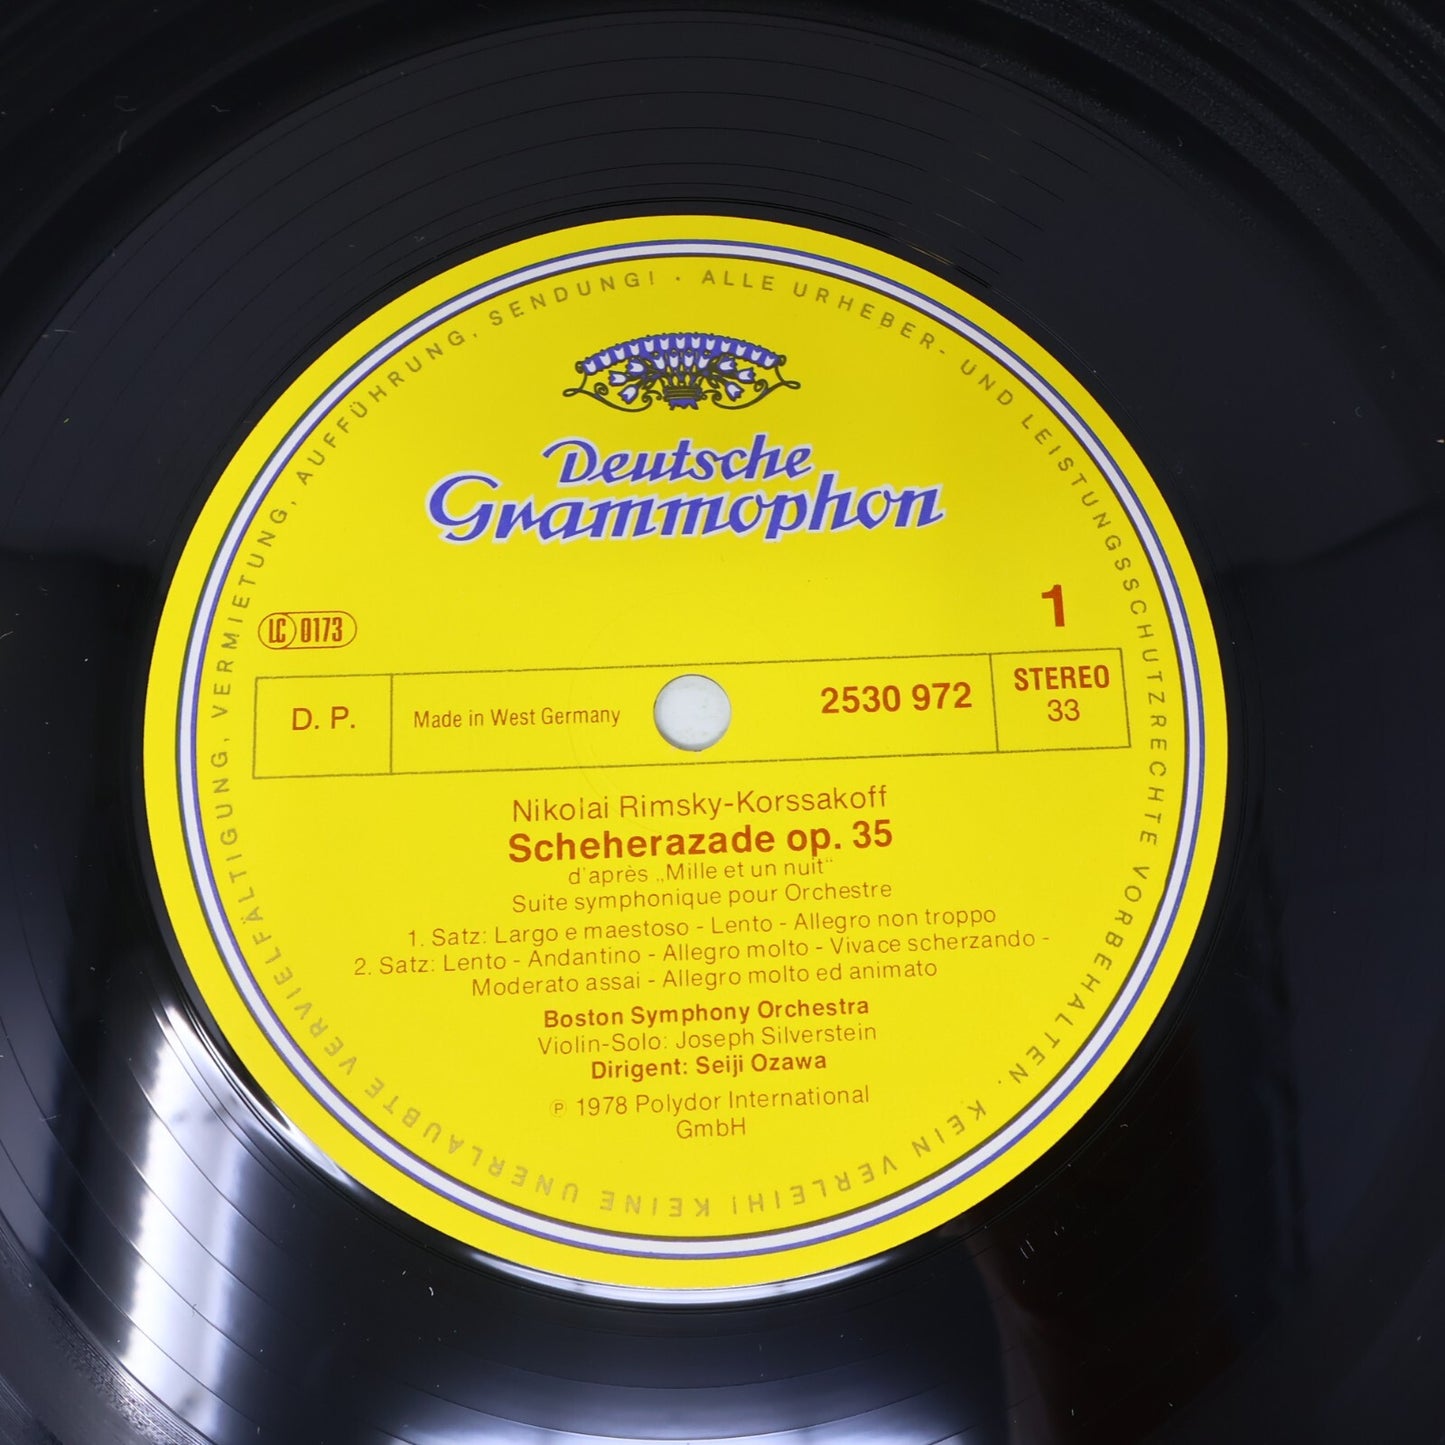 ALLE URHEBER- UND LEISTUNGSSCHUTZRECHTE VORBEHALTEN · KEIN VERLEIH! KEINE UNERLAUBTE VERVIELFÄLTIGUNG, VERMIETUNG, AUFFÜHRUNG, SENDUNG! ·
Deutsche
Grammophon
LC 0173
1
D. P.
Made in West Germany
2530 972
STEREO
33
Nikolai Rimsky-Korssakoff
Scheherazade op. 35
d'après „Mille et un nuit“
Suite symphonique pour Orchestre
1. Satz: Largo e maestoso - Lento - Allegro non troppo
2. Satz: Lento - Andantino - Allegro molto - Vivace scherzando -
Moderato assai - Allegro molto ed animato
Boston Symphony Orchestra
Violin-Solo: Joseph Silverstein
Dirigent: Seiji Ozawa
℗ 1978 Polydor International
GmbH